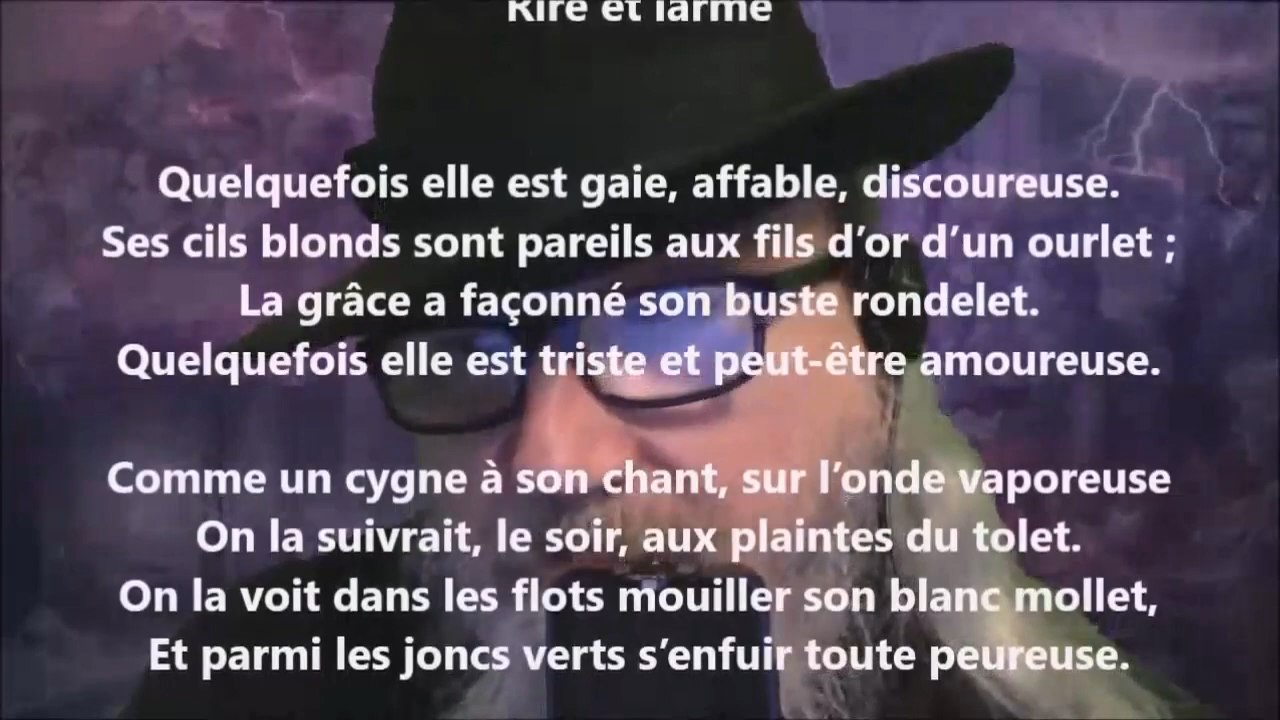 Rire et larme
Quelquefois elle est gaie, affable, discoureuse.
Ses cils blonds sont pareils aux fils d’or d’un ourlet ;
La grâce a façonné son buste rondelet.
Quelquefois elle est triste et peut-être amoureuse.
Comme un cygne à son chant, sur l’onde vaporeuse
On la suivrait, le soir, aux plaintes du tolet.
On la voit dans les flots mouiller son blanc mollet,
Et parmi les joncs verts s’enfuir toute peureuse.